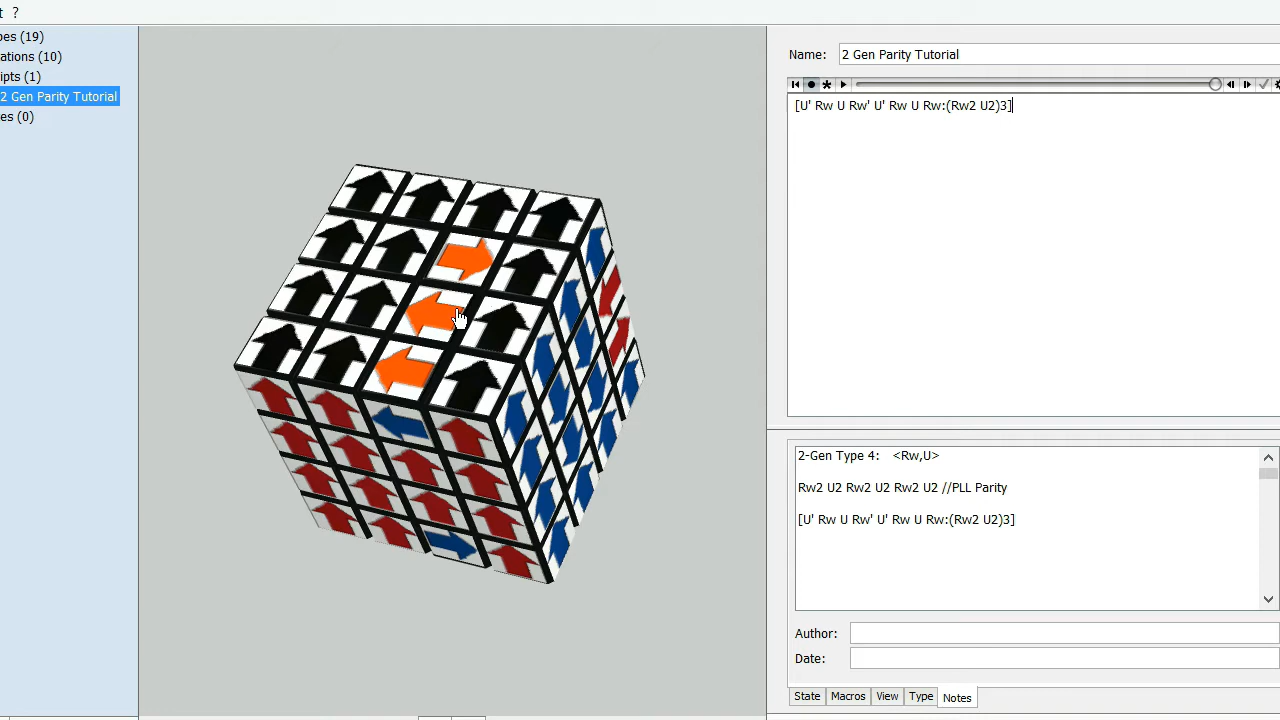 t ?
pes (19)
ations (10)
ipts (1)
2 Gen Parity Tutorial
es (0)
Name: 2 Gen Parity Tutorial
[U' Rw U Rw' U' Rw U Rw:(Rw2 U2)3]
2-Gen Type 4: <Rw,U>
Rw2 U2 Rw2 U2 Rw2 U2 //PLL Parity
[U' Rw U Rw' U' Rw U Rw:(Rw2 U2)3]
Author:
Date:
State Macros View Type Notes